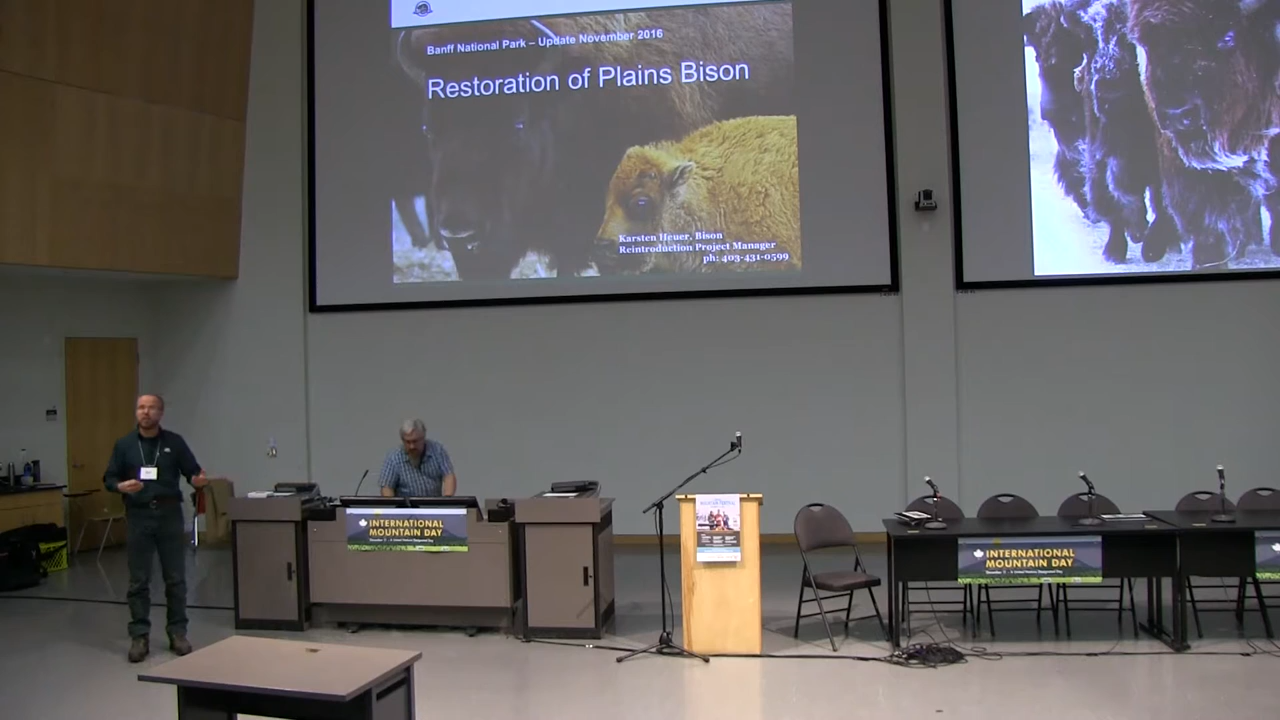 Banff National Park – Update November 2016
Restoration of Plains Bison
Karsten Heuer, Bison
Reintroduction Project Manager
ph: 403-431-0599
INTERNATIONAL
MOUNTAIN DAY
INTERNATIONAL
MOUNTAIN DAY